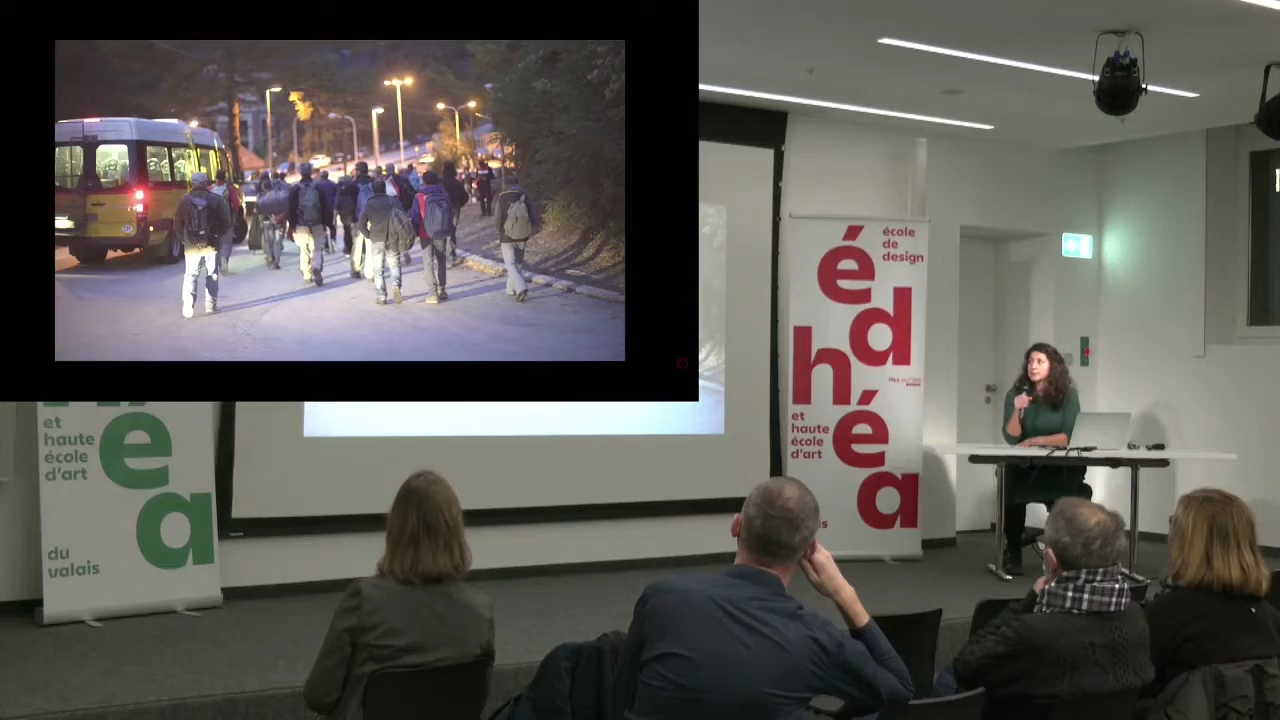 école
de
design
é
d
h
é
a
et
haute
école
d'art
é
a
et
haute
école
d'art
du
valais